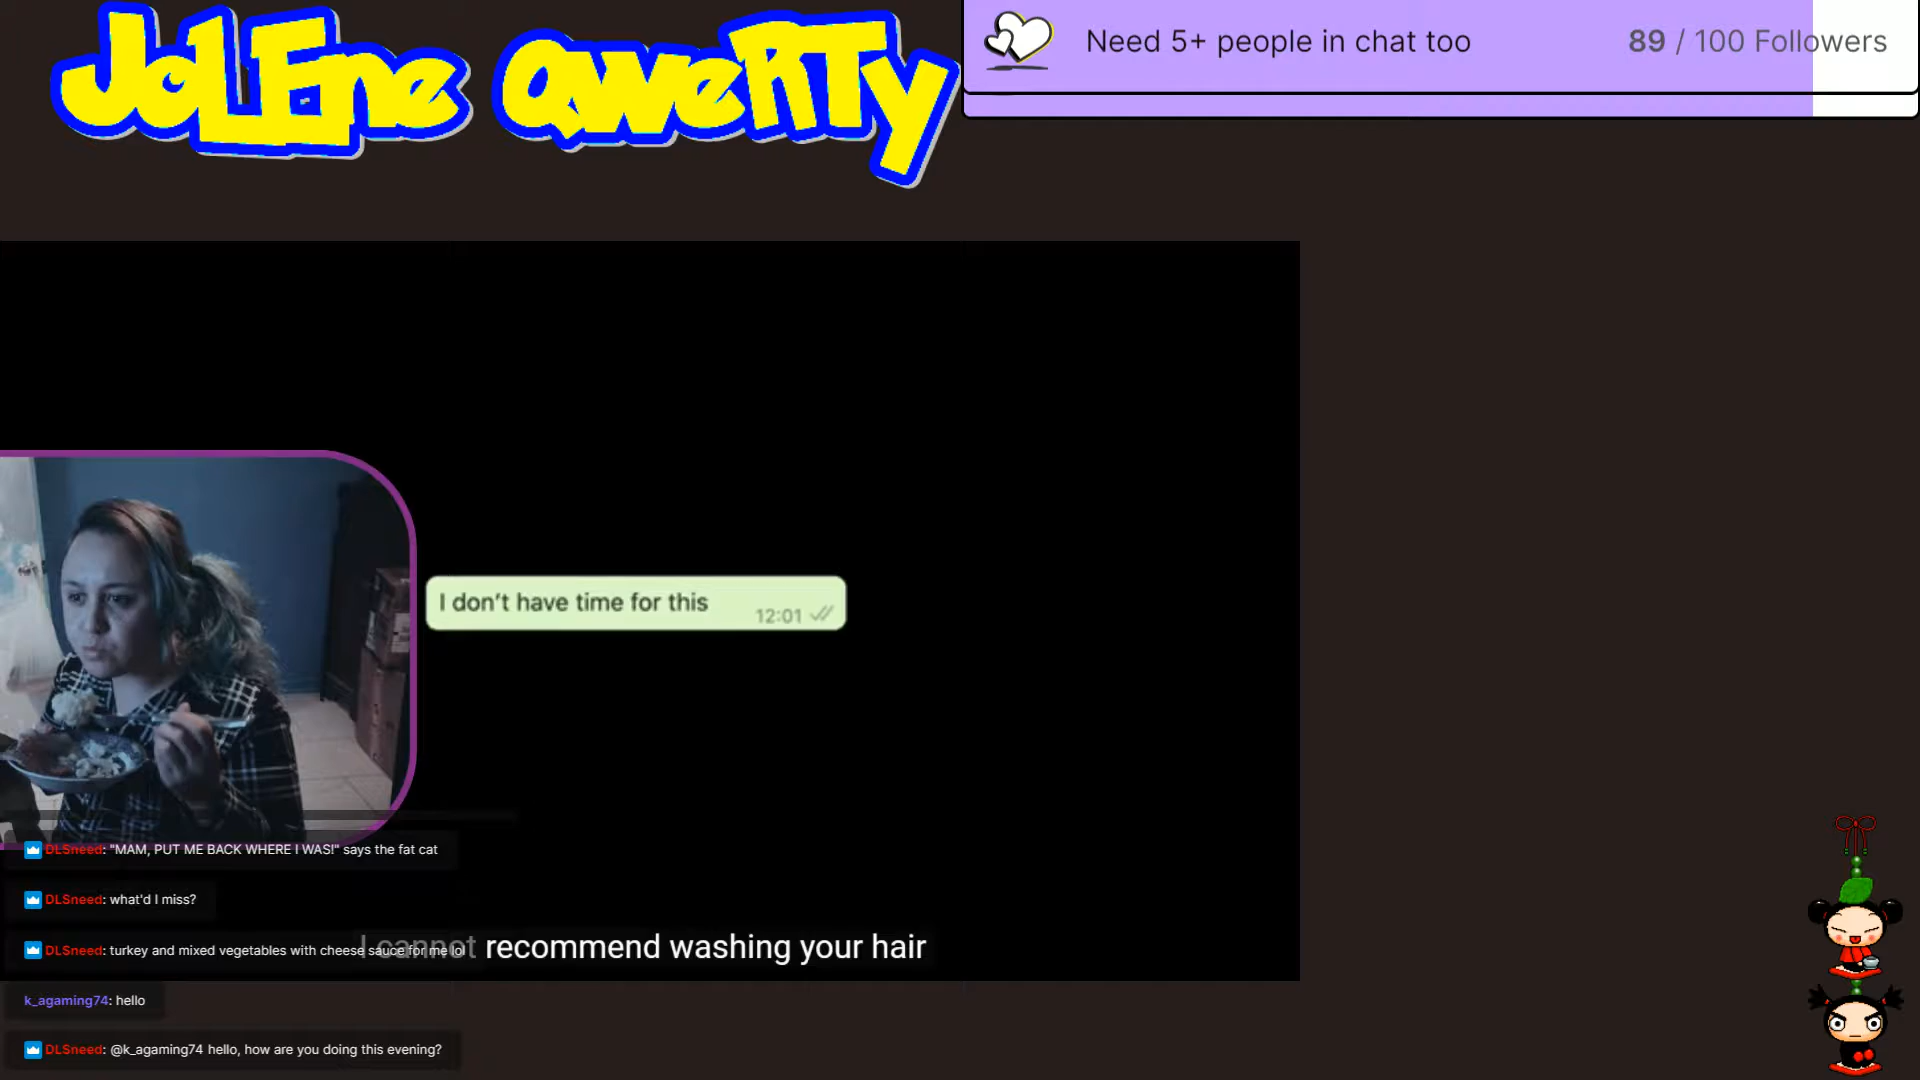 JoLEne QweRTy
Need 5+ people in chat too
89 / 100 Followers
I don't have time for this
12:01
DLSneed: "MAM, PUT ME BACK WHERE I WAS!" says the fat cat
DLSneed: what'd I miss?
DLSneed: turkey and mixed vegetables with cheese sauce for me lol
I cannot recommend washing your hair
k_agaming74: hello
DLSneed: @k_agaming74 hello, how are you doing this evening?